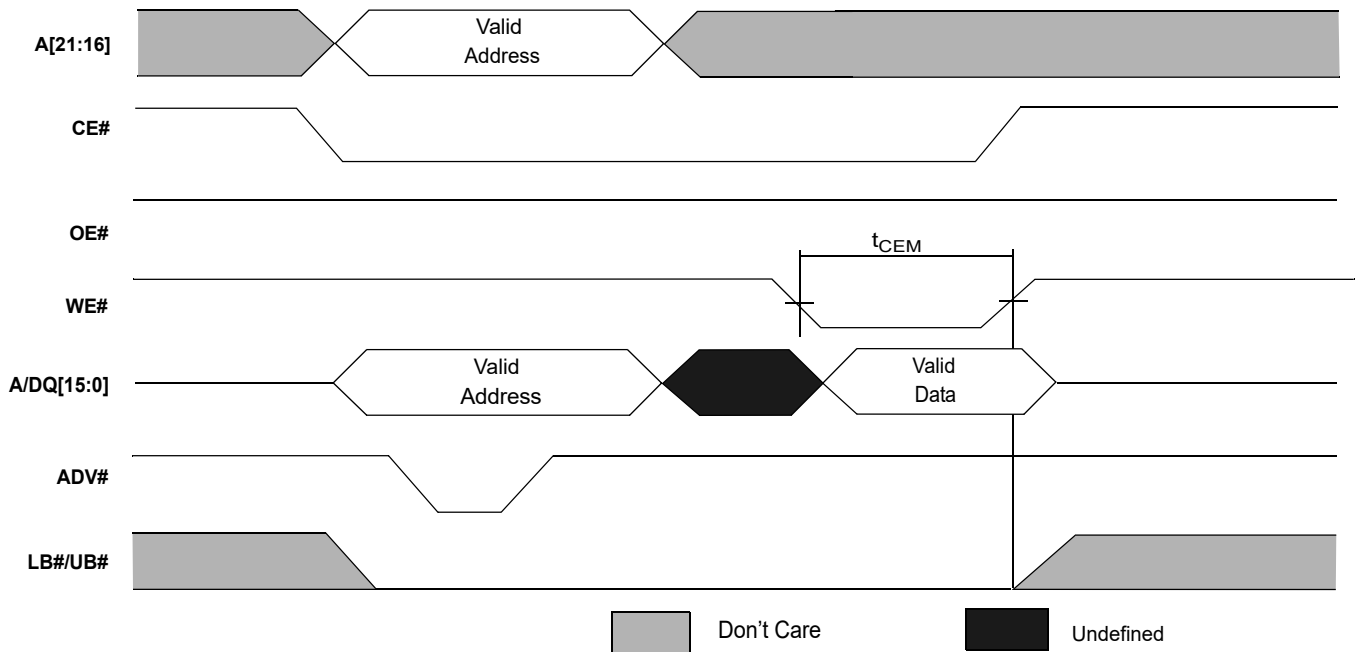 Valid
Address
A[21:16]
CE#
OE#
tCEM
WE#
Valid
Address
Valid
Data
A/DQ[15:0]
ADV#
LB#/UB#
Don't Care
Undefined